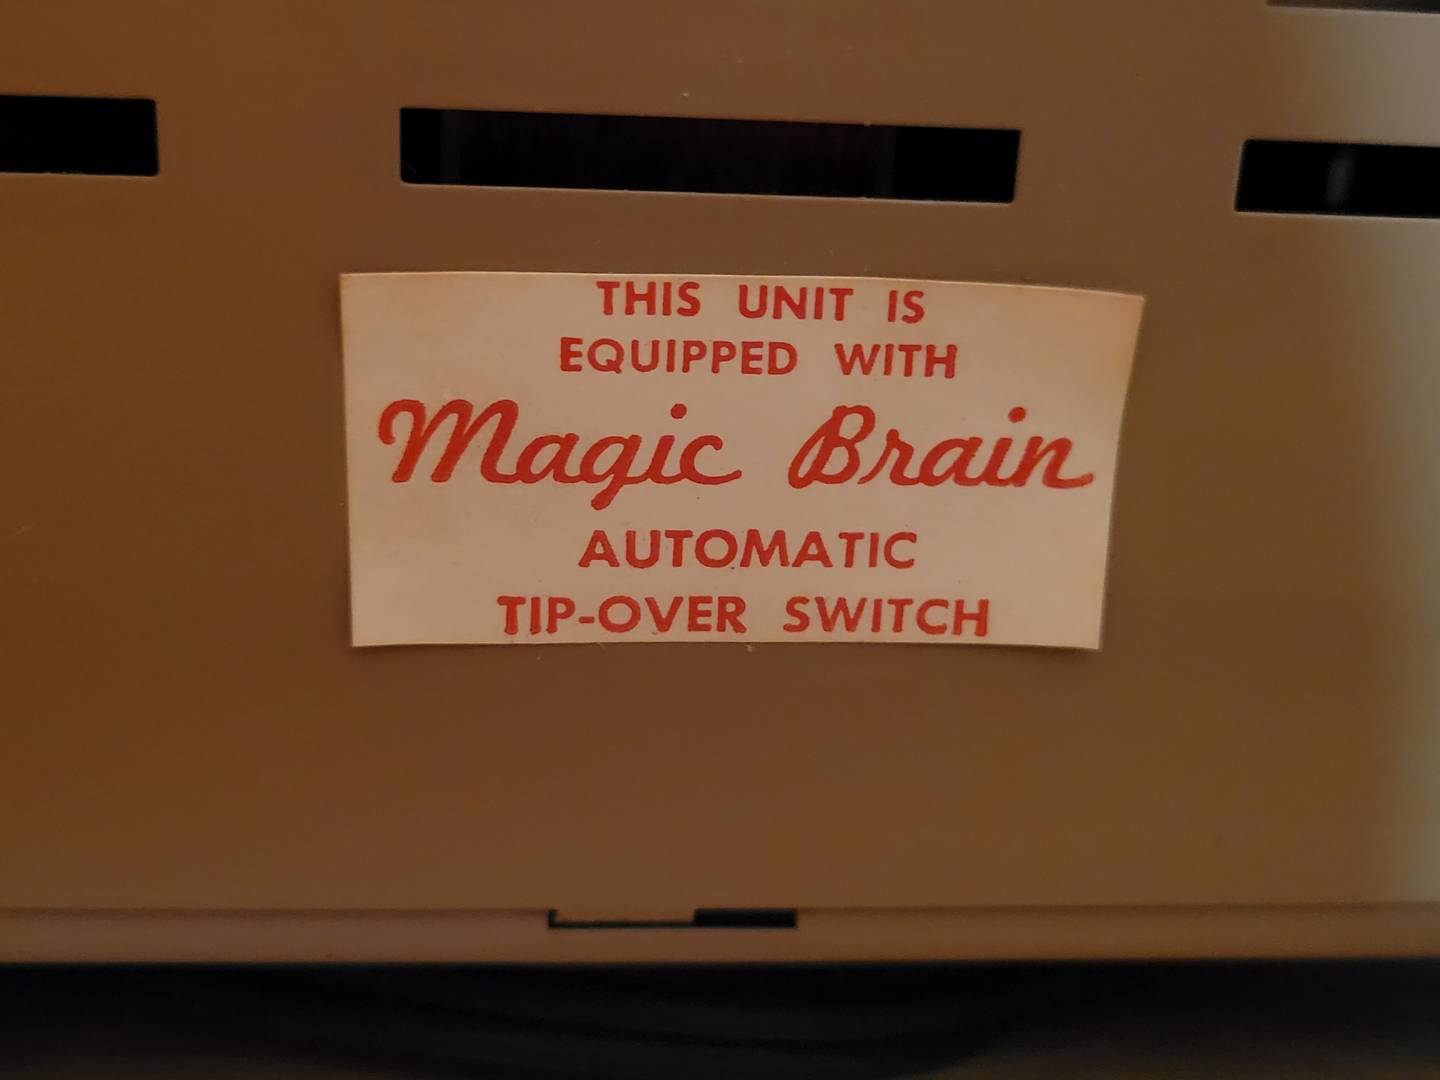 THIS UNIT IS
EQUIPPED WITH
Magic Brain
AUTOMATIC
TIP-OVER SWITCH